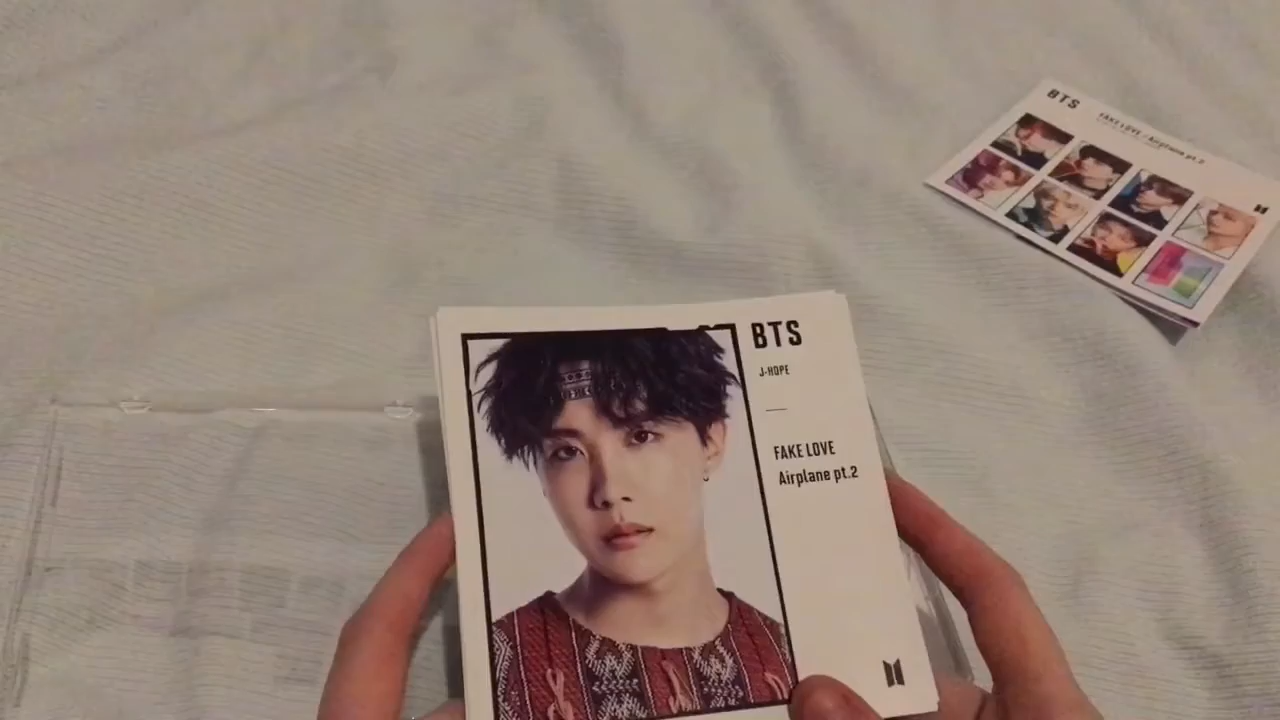 BTS
J-HOPE
FAKE LOVE
Airplane pt.2
BTS
FAKE LOVE / Airplane pt.2